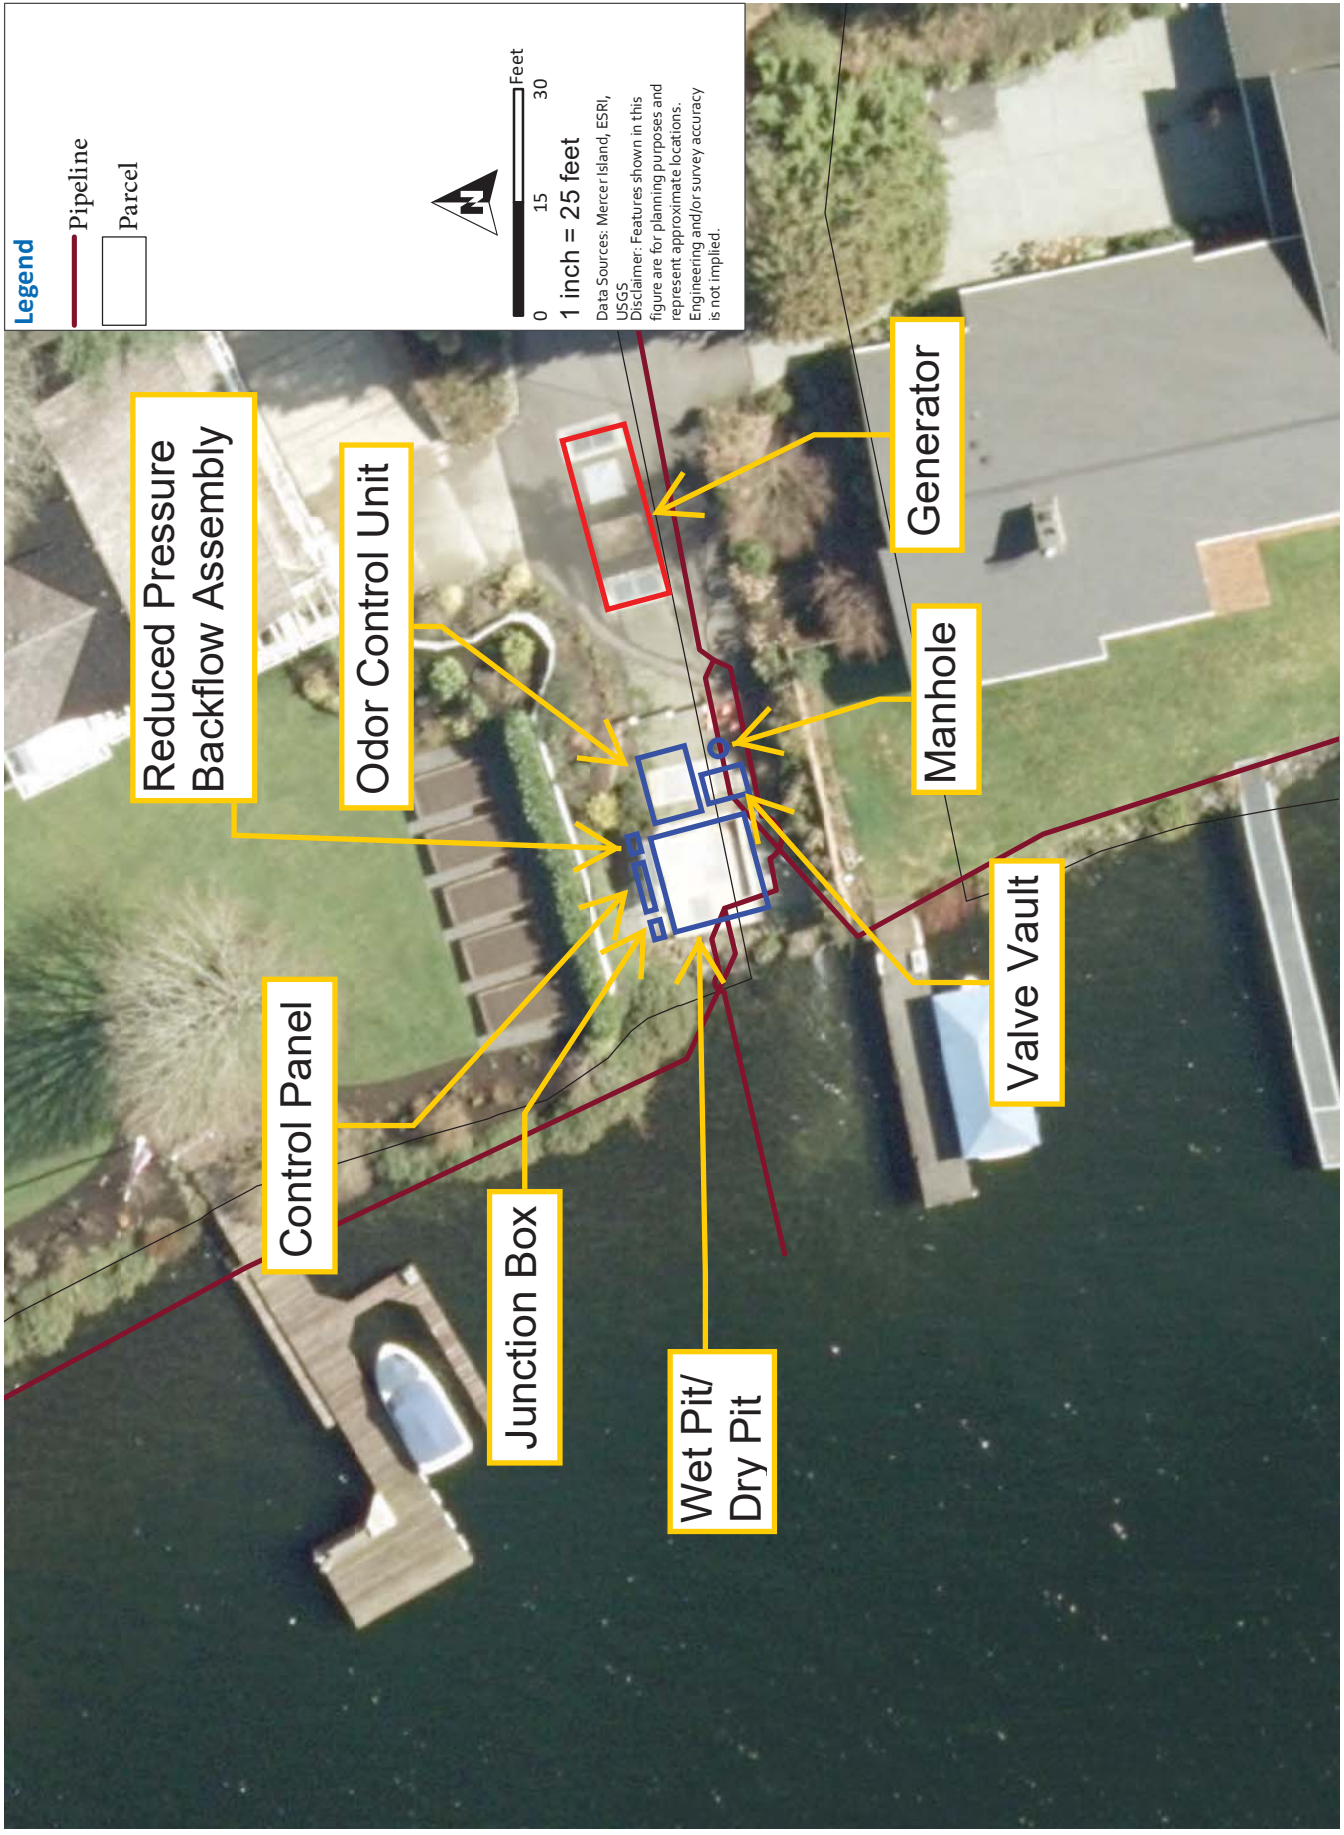 Legend
Pipeline
Parcel
N
0 15 30 Feet
1 inch = 25 feet
Data Sources: Mercer Island, ESRI,
USGS
Disclaimer: Features shown in this
figure are for planning purposes and
represent approximate locations.
Engineering and/or survey accuracy
is not implied.
Reduced Pressure
Backflow Assembly
Odor Control Unit
Control Panel
Junction Box
Wet Pit/
Dry Pit
Generator
Manhole
Valve Vault